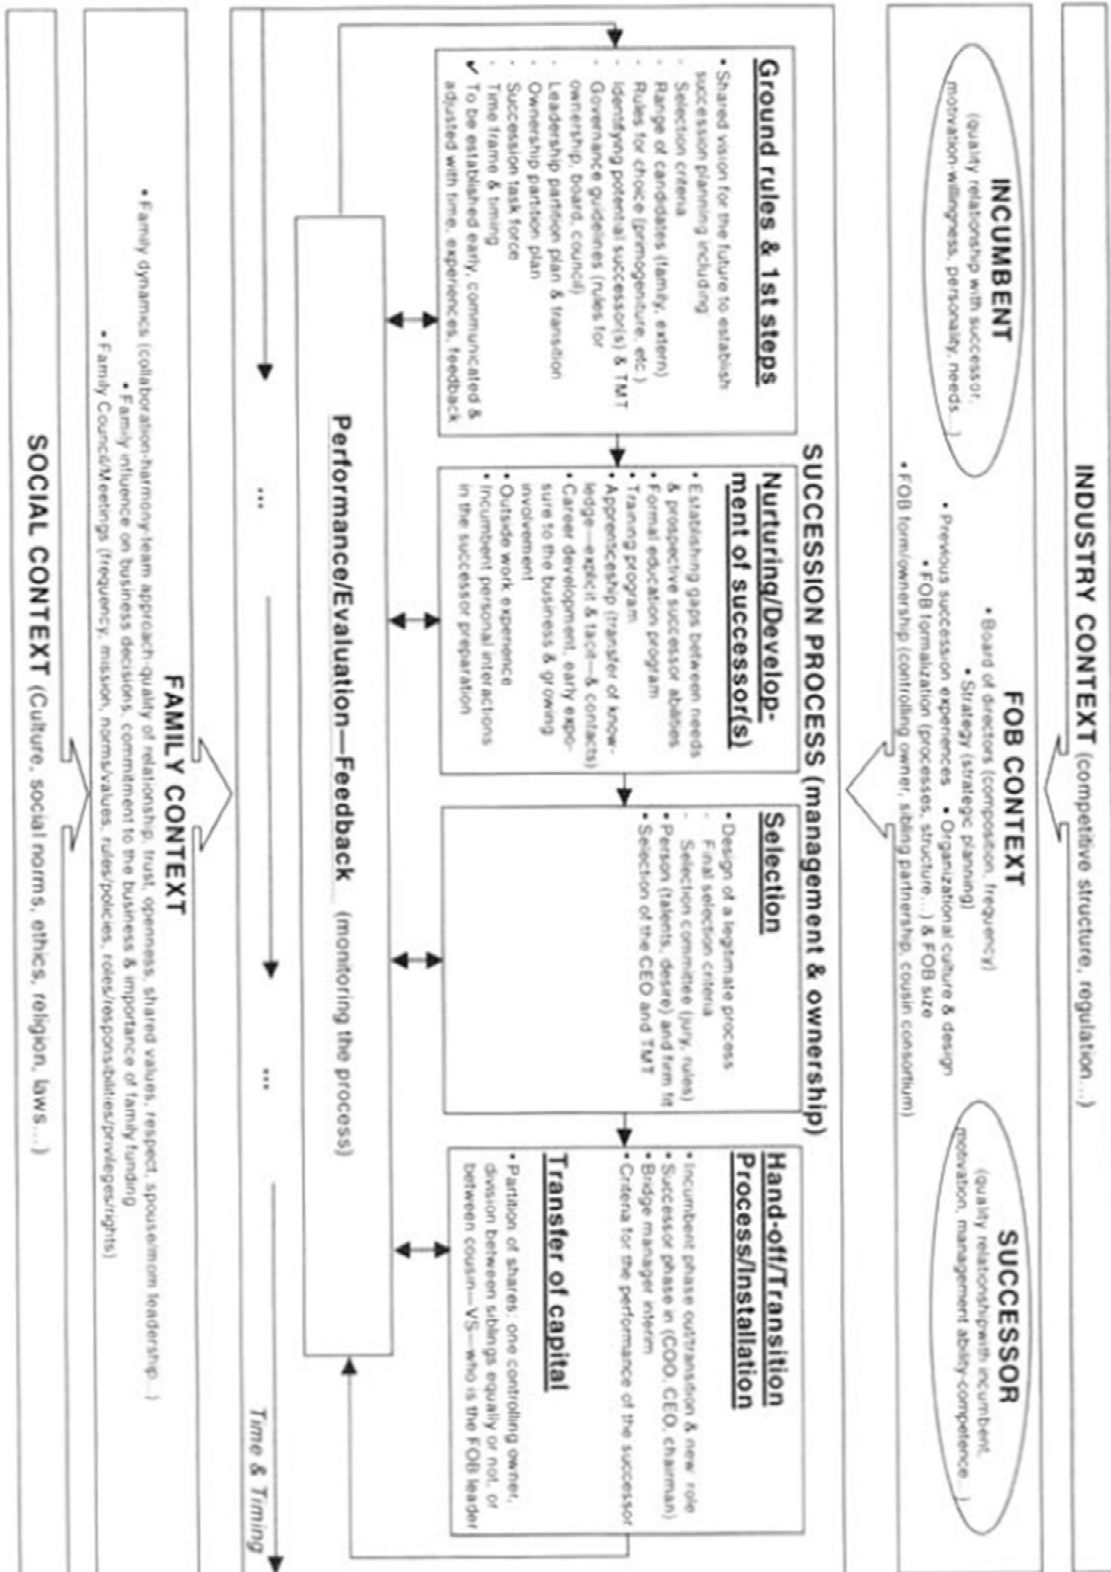 INDUSTRY CONTEXT (competitive structure, regulation...)
FOB CONTEXT
• Board of directors (composition, frequency)
• Strategy (strategic planning)
• Previous succession experiences • Organizational culture & design
• FOB formalization (processes, structure...) & FOB size
• FOB form/ownership (controlling owner, sibling partnership, cousin consortium)
INCUMBENT
(quality relationship with successor,
motivation-willingness, personality, needs...)
SUCCESSOR
(quality relationship with incumbent,
motivation, management ability-competence...)
SUCCESSION PROCESS (management & ownership)
Ground rules & 1st steps
• Shared vision for the future to establish
succession planning including
- Selection criteria
- Range of candidates (family, extern)
- Rules for choice (primogeniture, etc.)
- Identifying potential successor(s) & TMT
- Governance guidelines (rules for
ownership, board, council)
- Leadership partition plan & transition
- Ownership partition plan
- Succession task force
- Time frame & timing
✔ To be established early, communicated &
adjusted with time, experiences, feedback
Nurturing/Develop-
ment of successor(s)
• Establishing gaps between needs
& prospective successor abilities
• Formal education program
• Training program
• Apprenticeship (transfer of know-
ledge—explicit & tacit—& contacts)
• Career development, early expo-
sure to the business & growing
involvement
• Outside work experience
• Incumbent personal interactions
in the successor preparation
Selection
• Design of a legitimate process
- Final selection criteria
- Selection committee (jury, rules)
• Person (talents, desire) and firm fit
• Selection of the CEO and TMT
Hand-off/Transition
Process/Installation
• Incumbent phase out/transition & new role
• Successor phase in (COO, CEO, chairman)
• Bridge manager interim
• Criteria for the performance of the successor
Transfer of capital
• Partition of shares: one controlling owner,
division between siblings equally or not, or
between cousin—VS—who is the FOB leader
Performance/Evaluation—Feedback (monitoring the process)
... ...
Time & Timing
FAMILY CONTEXT
• Family dynamics (collaboration-harmony-team approach-quality of relationship, trust, openness, shared values, respect, spouse/mom leadership...)
• Family influence on business decisions, commitment to the business & importance of family funding
• Family Council/Meetings (frequency, mission, norms/values, rules/policies, roles/responsibilities/privileges/rights)
SOCIAL CONTEXT (Culture, social norms, ethics, religion, laws...)